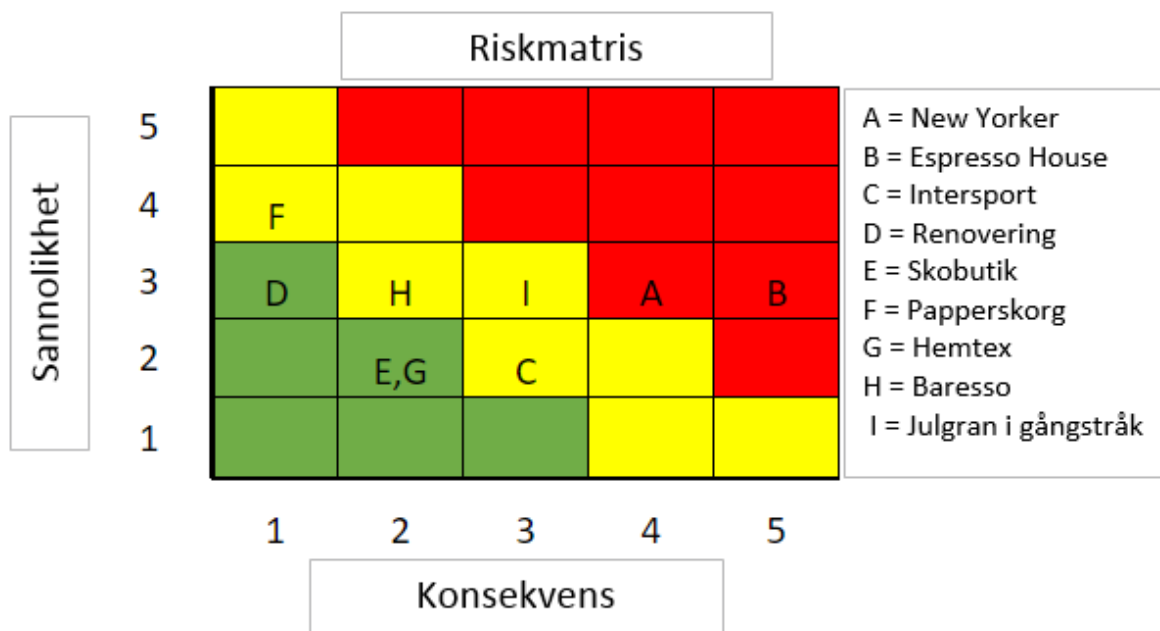 Riskmatris
Sannolikhet
5
4
F
3
D H I A B
2
E,G C
1
1 2 3 4 5
Konsekvens
A = New Yorker
B = Espresso House
C = Intersport
D = Renovering
E = Skobutik
F = Papperskorg
G = Hemtex
H = Baresso
I = Julgran i gångstråk